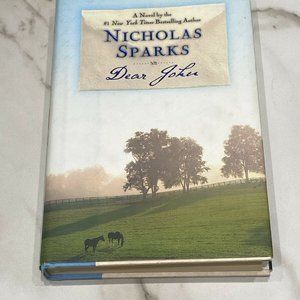 A Novel by the
#1 New York Times Bestselling Author
NICHOLAS
SPARKS
Dear John